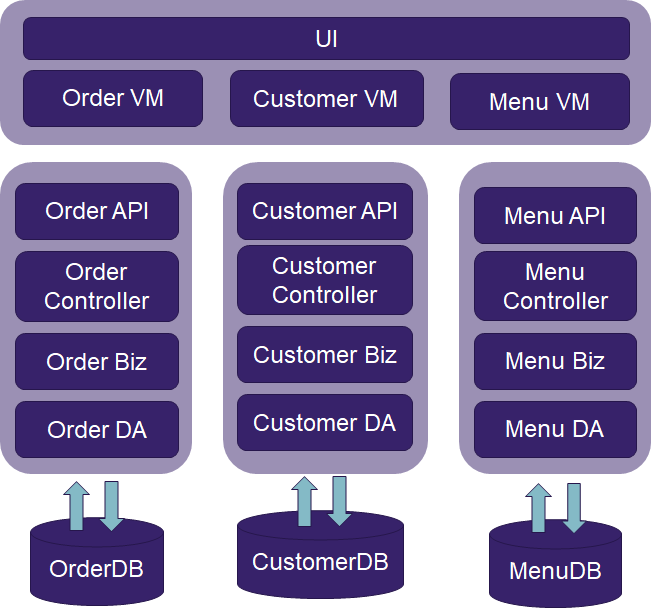 UI
Order VM
Customer VM
Menu VM
Order API
Order
Controller
Order Biz
Order DA
Customer API
Customer
Controller
Customer Biz
Customer DA
Menu API
Menu
Controller
Menu Biz
Menu DA
OrderDB
CustomerDB
MenuDB